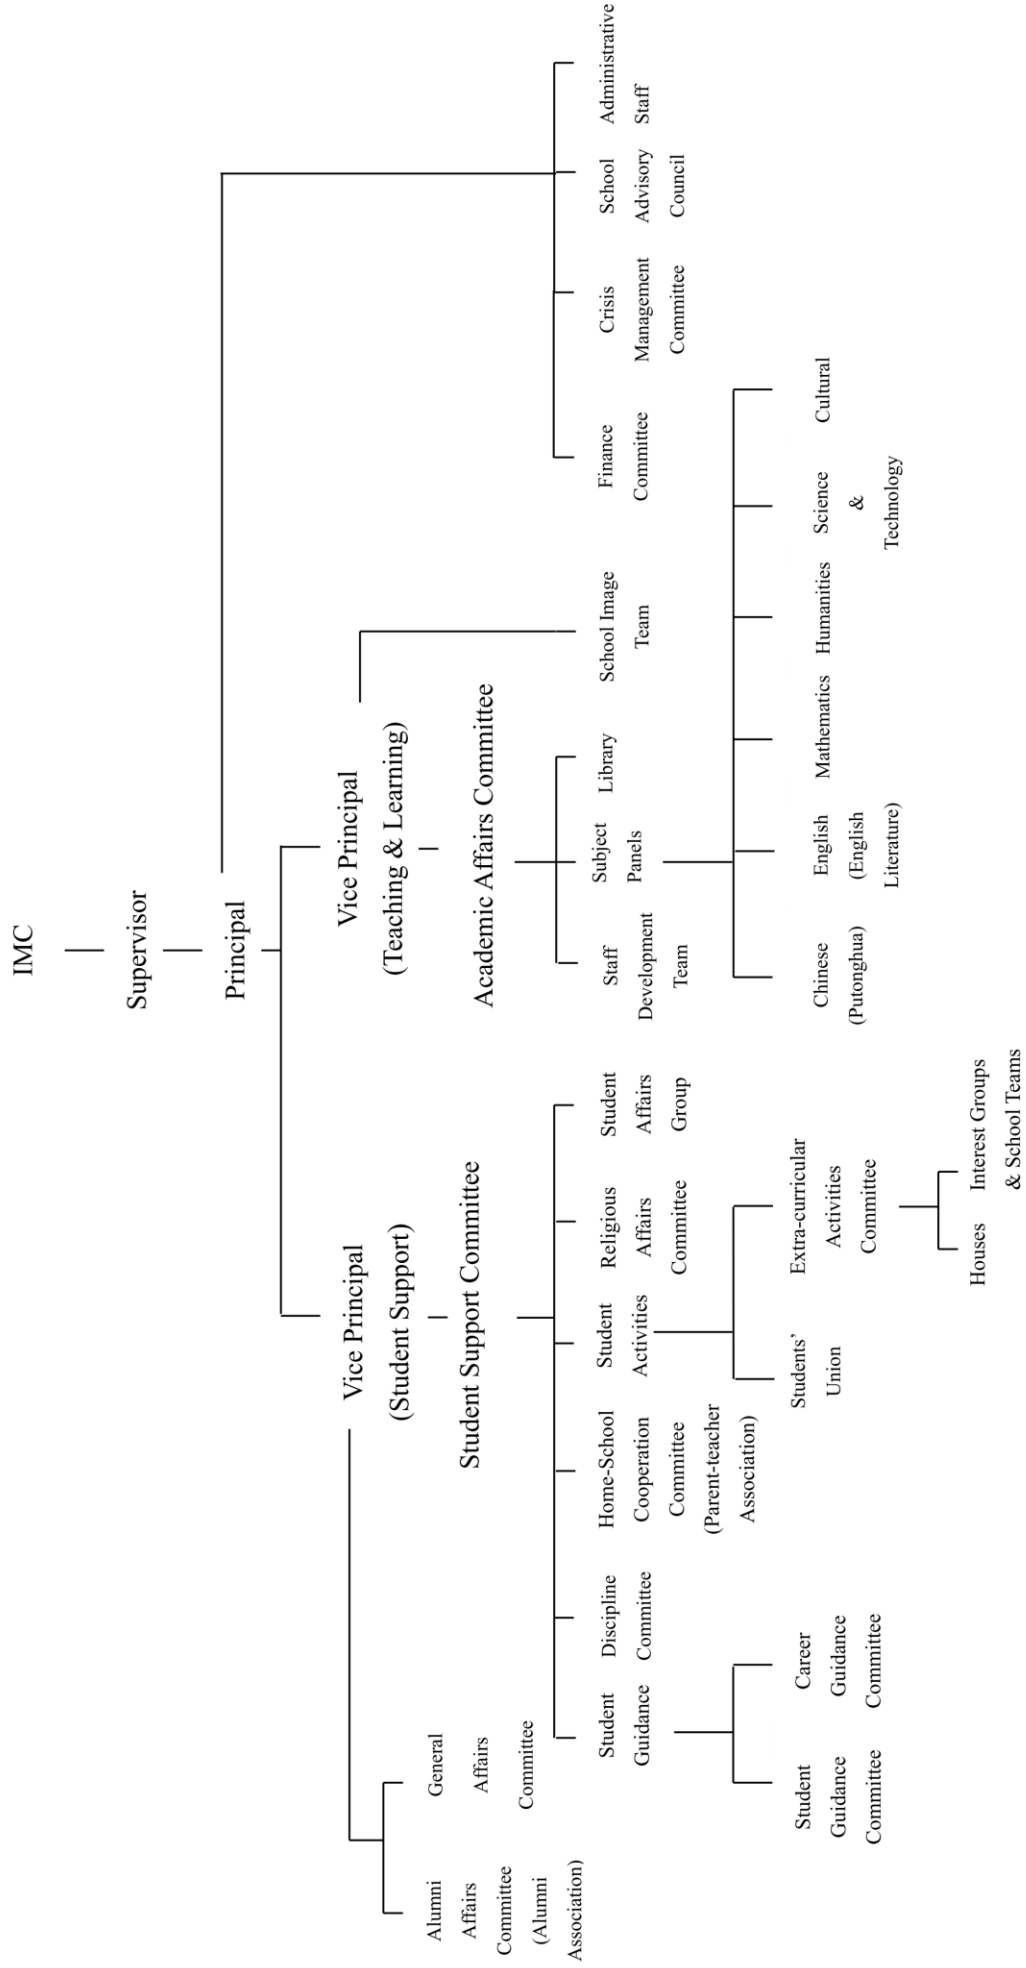 IMC
Supervisor
Principal
Vice Principal
(Student Support)
Student Support Committee
Vice Principal
(Teaching & Learning)
Academic Affairs Committee
Alumni
Affairs
Committee
(Alumni
Association)
General
Affairs
Committee
Student
Guidance
Discipline
Committee
Home-School
Cooperation
Committee
(Parent-teacher
Association)
Student
Activities
Religious
Affairs
Committee
Student
Affairs
Group
Staff
Development
Team
Subject
Panels
Library
School Image
Team
Finance
Committee
Crisis
Management
Committee
School
Advisory
Council
Administrative
Staff
Student
Guidance
Committee
Career
Guidance
Committee
Students’
Union
Extra-curricular
Activities
Committee
Chinese
(Putonghua)
English
(English
Literature)
Mathematics
Humanities
Science
&
Technology
Cultural
Houses
Interest Groups
& School Teams